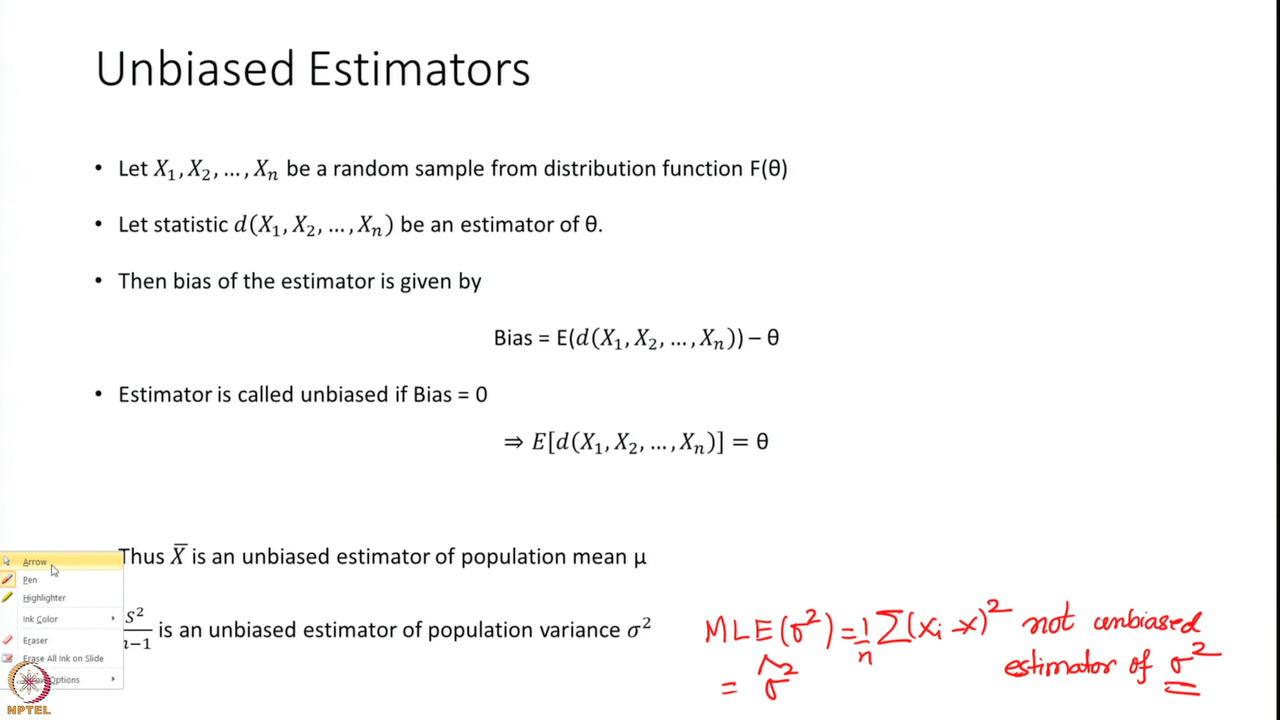 Unbiased Estimators
• Let X₁, X₂, …, Xₙ be a random sample from distribution function F(θ)
• Let statistic d(X₁, X₂, …, Xₙ) be an estimator of θ.
• Then bias of the estimator is given by
Bias = E(d(X₁, X₂, …, Xₙ)) – θ
• Estimator is called unbiased if Bias = 0
⇒ E[d(X₁, X₂, …, Xₙ)] = θ
Thus X̅ is an unbiased estimator of population mean μ
S²/n−1 is an unbiased estimator of population variance σ²
MLE(σ²) = 1/n Σ(xᵢ - x)² not unbiased
= σ̂² estimator of σ²
Arrow
Pen
Highlighter
Ink Color
Eraser
Erase All Ink on Slide
Options
NPTEL